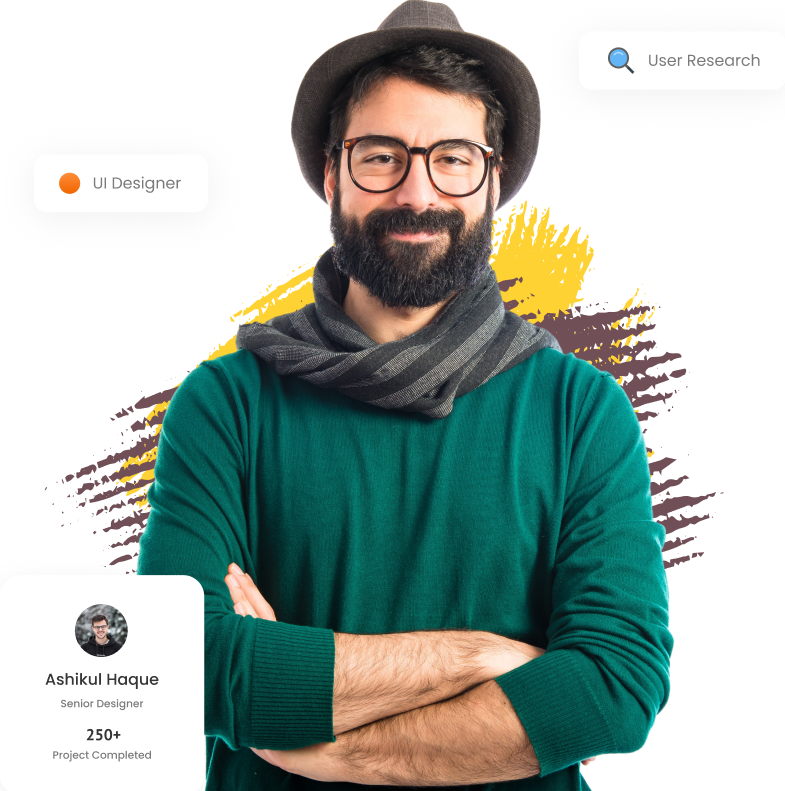 User Research
UI Designer
Ashikul Haque
Senior Designer
250+
Project Completed